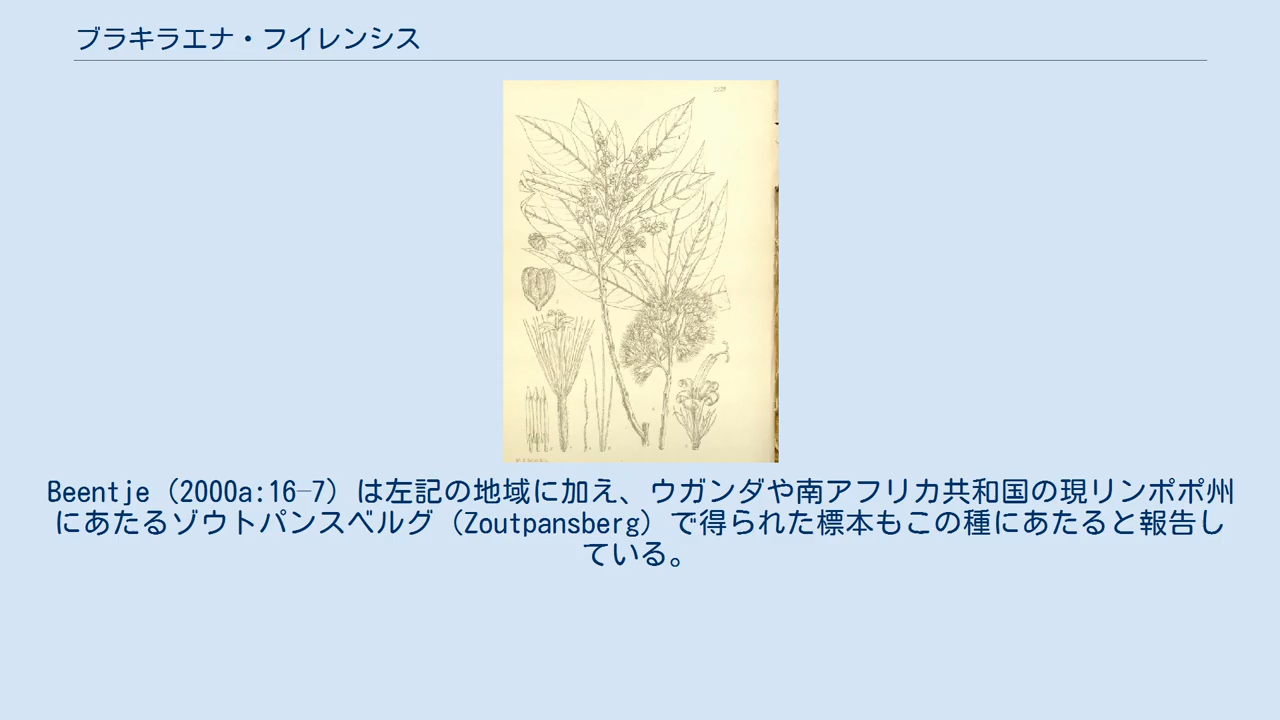 ブラキラエナ・フイレンシス
Beentje（2000a:16–7）は左記の地域に加え、ウガンダや南アフリカ共和国の現リンポポ州
にあたるゾウトパンスベルグ（Zoutpansberg）で得られた標本もこの種にあたると報告し
ている。